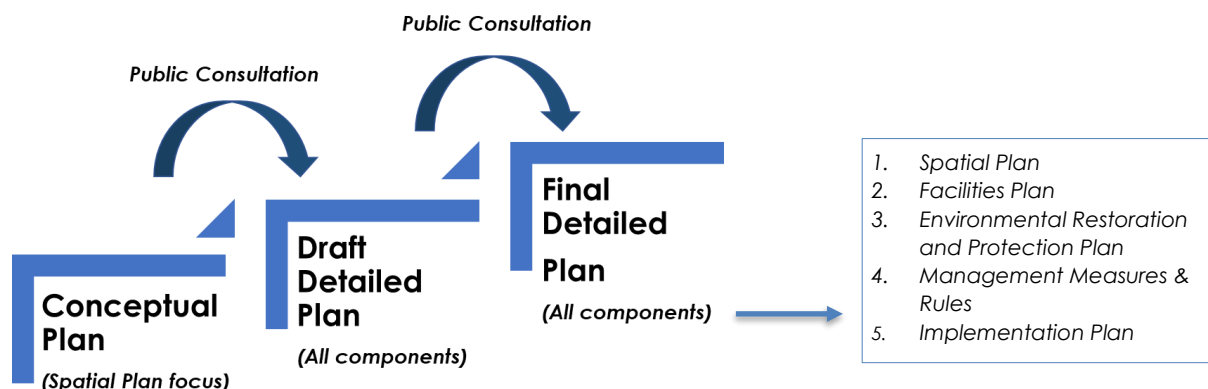 Public Consultation
Public Consultation
Conceptual
Plan
(Spatial Plan focus)
Draft
Detailed
Plan
(All components)
Final
Detailed
Plan
(All components)
1. Spatial Plan
2. Facilities Plan
3. Environmental Restoration
and Protection Plan
4. Management Measures &
Rules
5. Implementation Plan